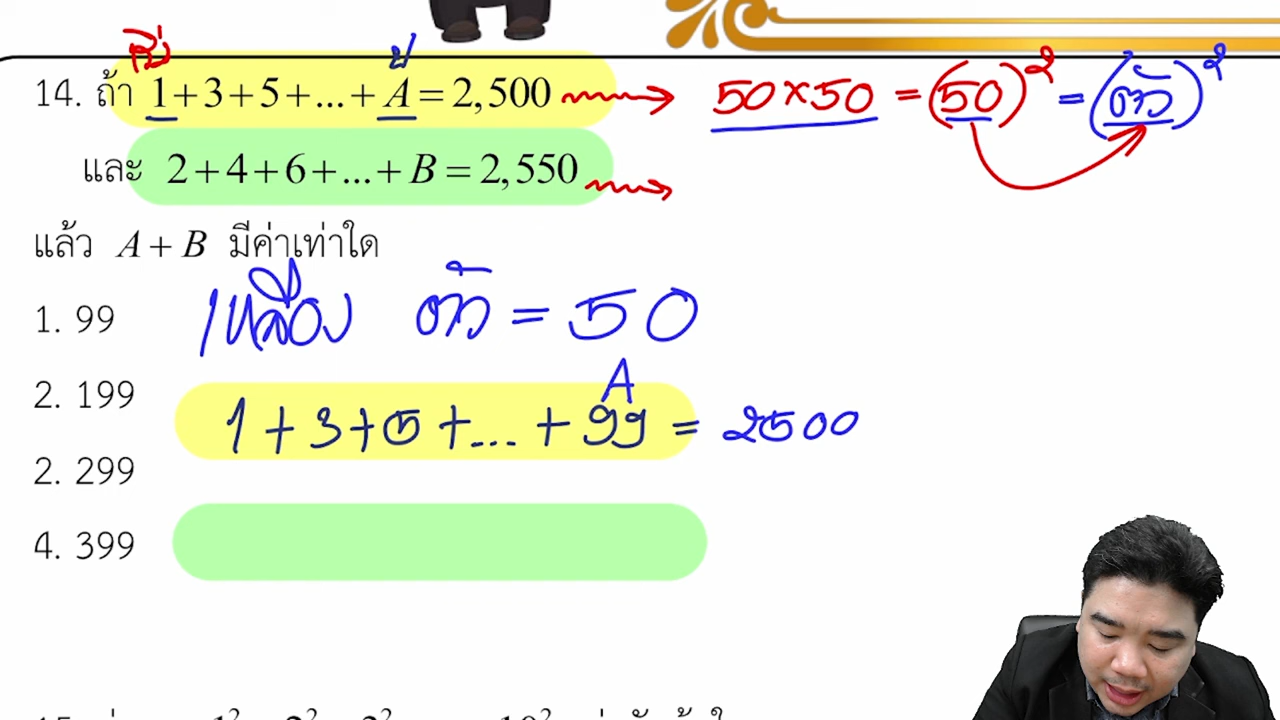 14. ถ้า 1+3+5+...+A=2,500 50×50 = (50)² = (ตัว)²
และ 2+4+6+...+B=2,550
แล้ว A+B มีค่าเท่าใด
1. 99
เหลือง ตัว = 50
2. 199
A
1+3+5+...+99 = 2500
2. 299
4. 399